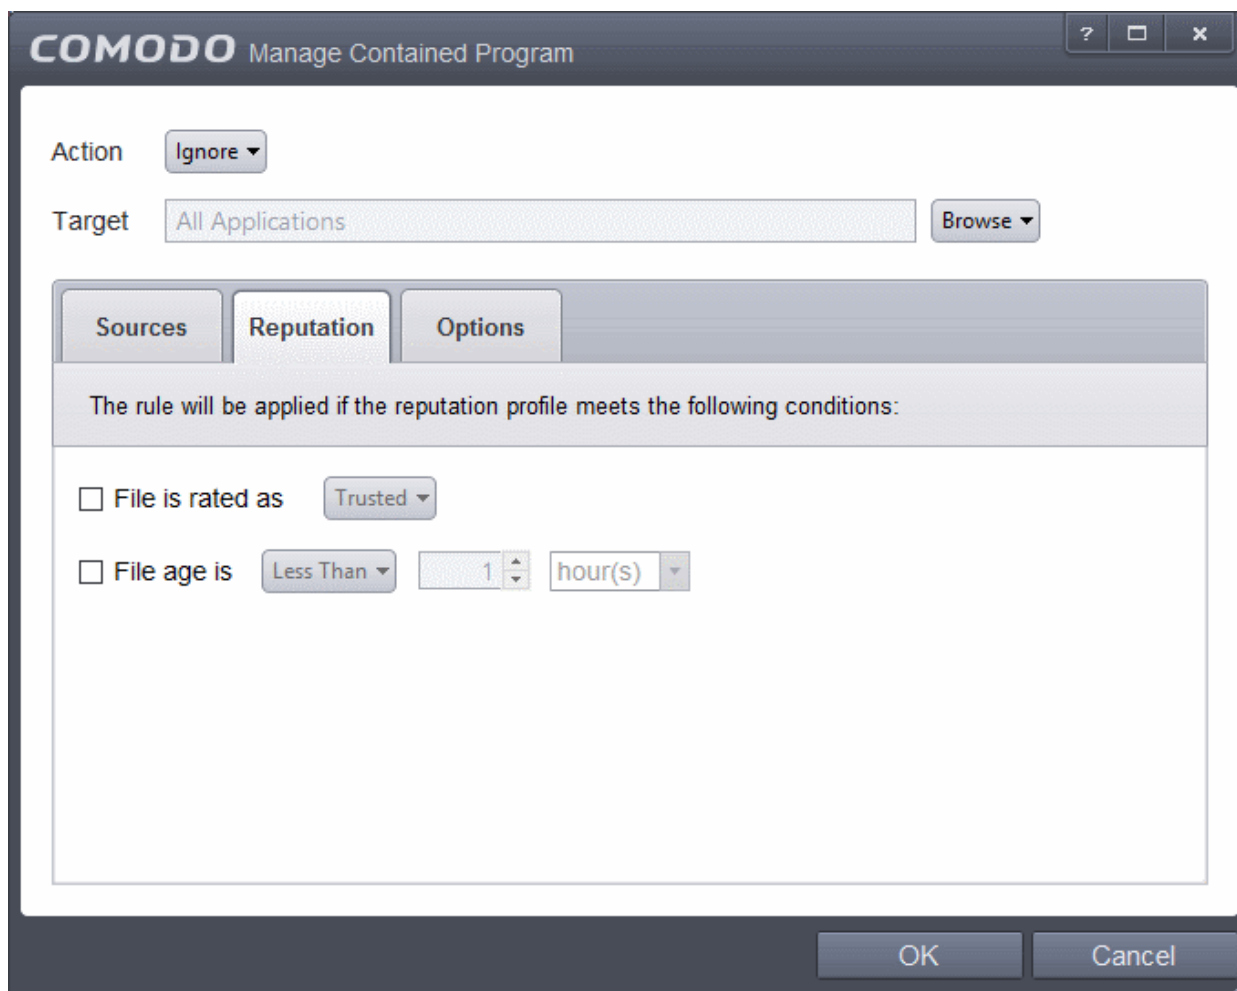 COMODO Manage Contained Program ?
Action Ignore
Target All Applications Browse
Sources Reputation Options
The rule will be applied if the reputation profile meets the following conditions:
File is rated as Trusted
File age is Less Than 1 hour(s)
OK Cancel